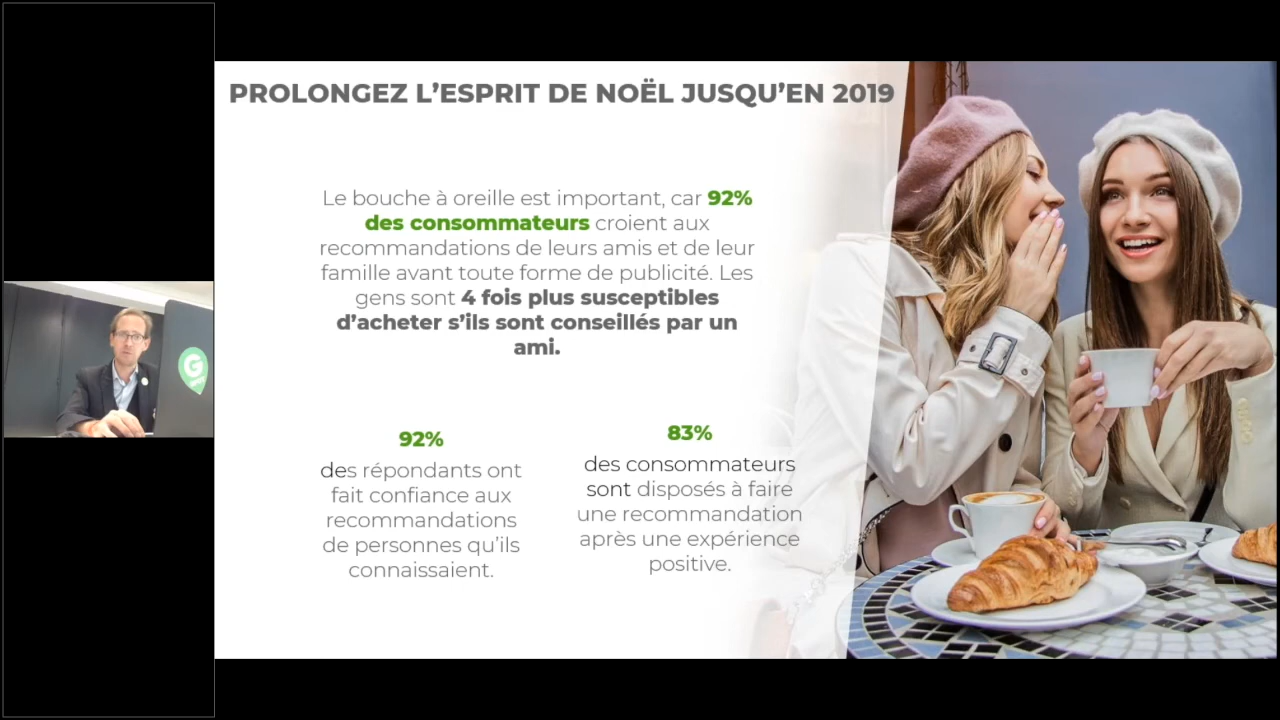 PROLONGEZ L'ESPRIT DE NOËL JUSQU'EN 2019
Le bouche à oreille est important, car 92%
des consommateurs croient aux
recommandations de leurs amis et de leur
famille avant toute forme de publicité. Les
gens sont 4 fois plus susceptibles
d'acheter s'ils sont conseillés par un
ami.
92%
des répondants ont
fait confiance aux
recommandations
de personnes qu'ils
connaissaient.
83%
des consommateurs
sont disposés à faire
une recommandation
après une expérience
positive.
G